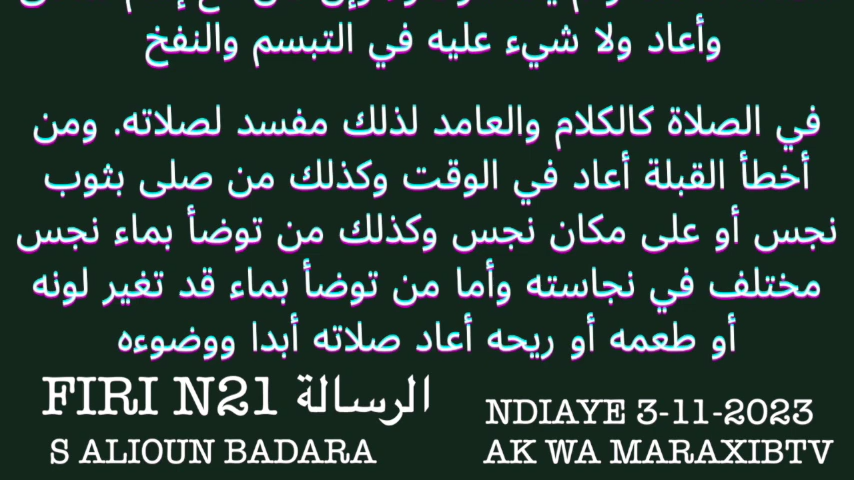 وأعاد ولا شيء عليه في التبسم والنفخ
في الصلاة كالكلام والعامد لذلك مفسد لصلاته. ومن
أخطأ القبلة أعاد في الوقت وكذلك من صلى بثوب
نجس أو على مكان نجس وكذلك من توضأ بماء نجس
مختلف في نجاسته وأما من توضأ بماء قد تغير لونه
أو طعمه أو ريحه أعاد صلاته أبدا ووضوءه
FIRI N21 الرسالة
S ALIOUN BADARA
NDIAYE 3-11-2023
AK WA MARAXIBTV